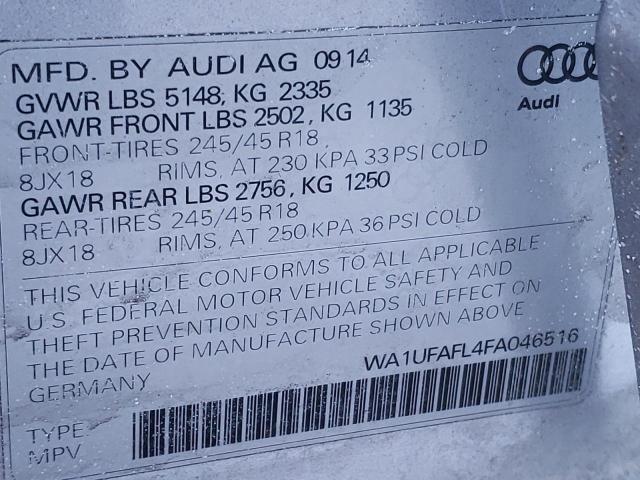 MFD. BY AUDI AG 09 14
GVWR LBS 5148, KG 2335
GAWR FRONT LBS 2502, KG 1135
FRONT-TIRES 245/45 R18
8JX18 RIMS, AT 230 KPA 33 PSI COLD
GAWR REAR LBS 2756, KG 1250
REAR-TIRES 245/45 R18
8JX18 RIMS, AT 250 KPA 36 PSI COLD
Audi
THIS VEHICLE CONFORMS TO ALL APPLICABLE
U.S. FEDERAL MOTOR VEHICLE SAFETY AND
THEFT PREVENTION STANDARDS IN EFFECT ON
THE DATE OF MANUFACTURE SHOWN ABOVE
GERMANY
WA1UFAFL4FA046516
TYPE
MPV